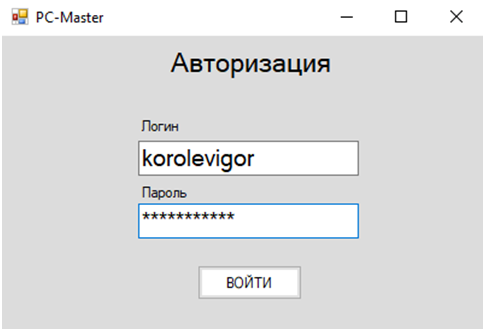 PC-Master
Авторизация
Логин
korolevigor
Пароль
***********
ВОЙТИ